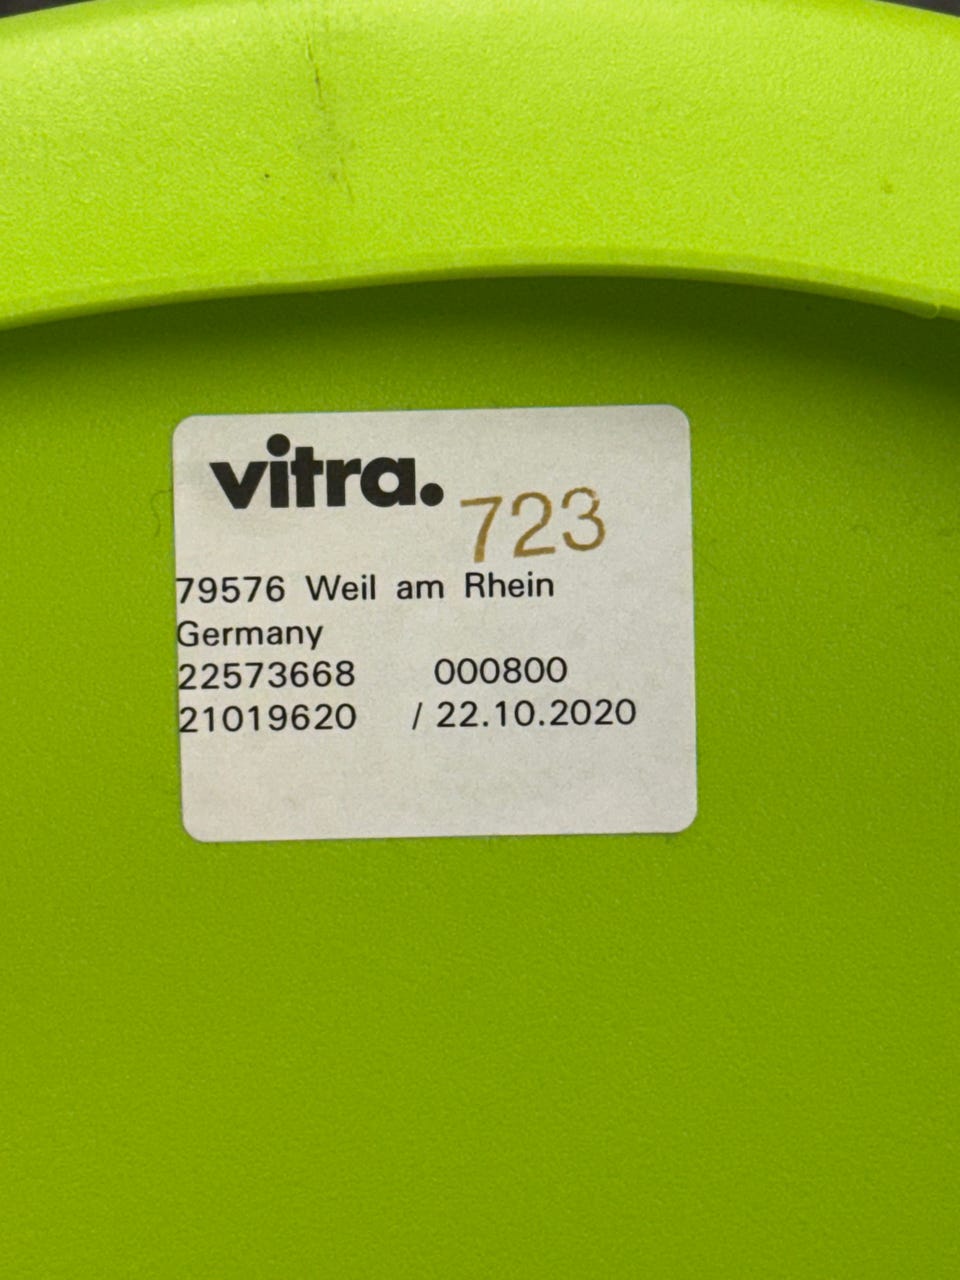 vitra.
723
79576 Weil am Rhein
Germany
22573668 000800
21019620 / 22.10.2020